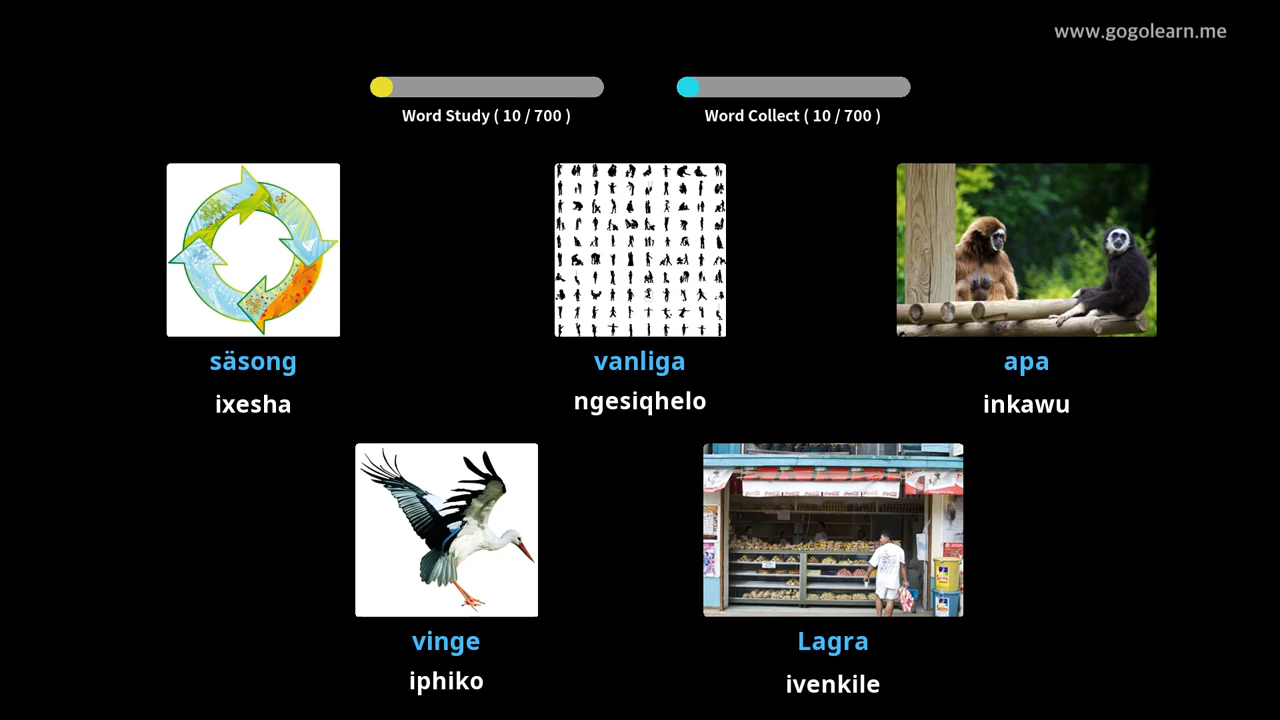 www.gogolearn.me
Word Study ( 10 / 700 )
Word Collect ( 10 / 700 )
säsong
vanliga
apa
ixesha
ngesiqhelo
inkawu
vinge
Lagra
iphiko
ivenkile